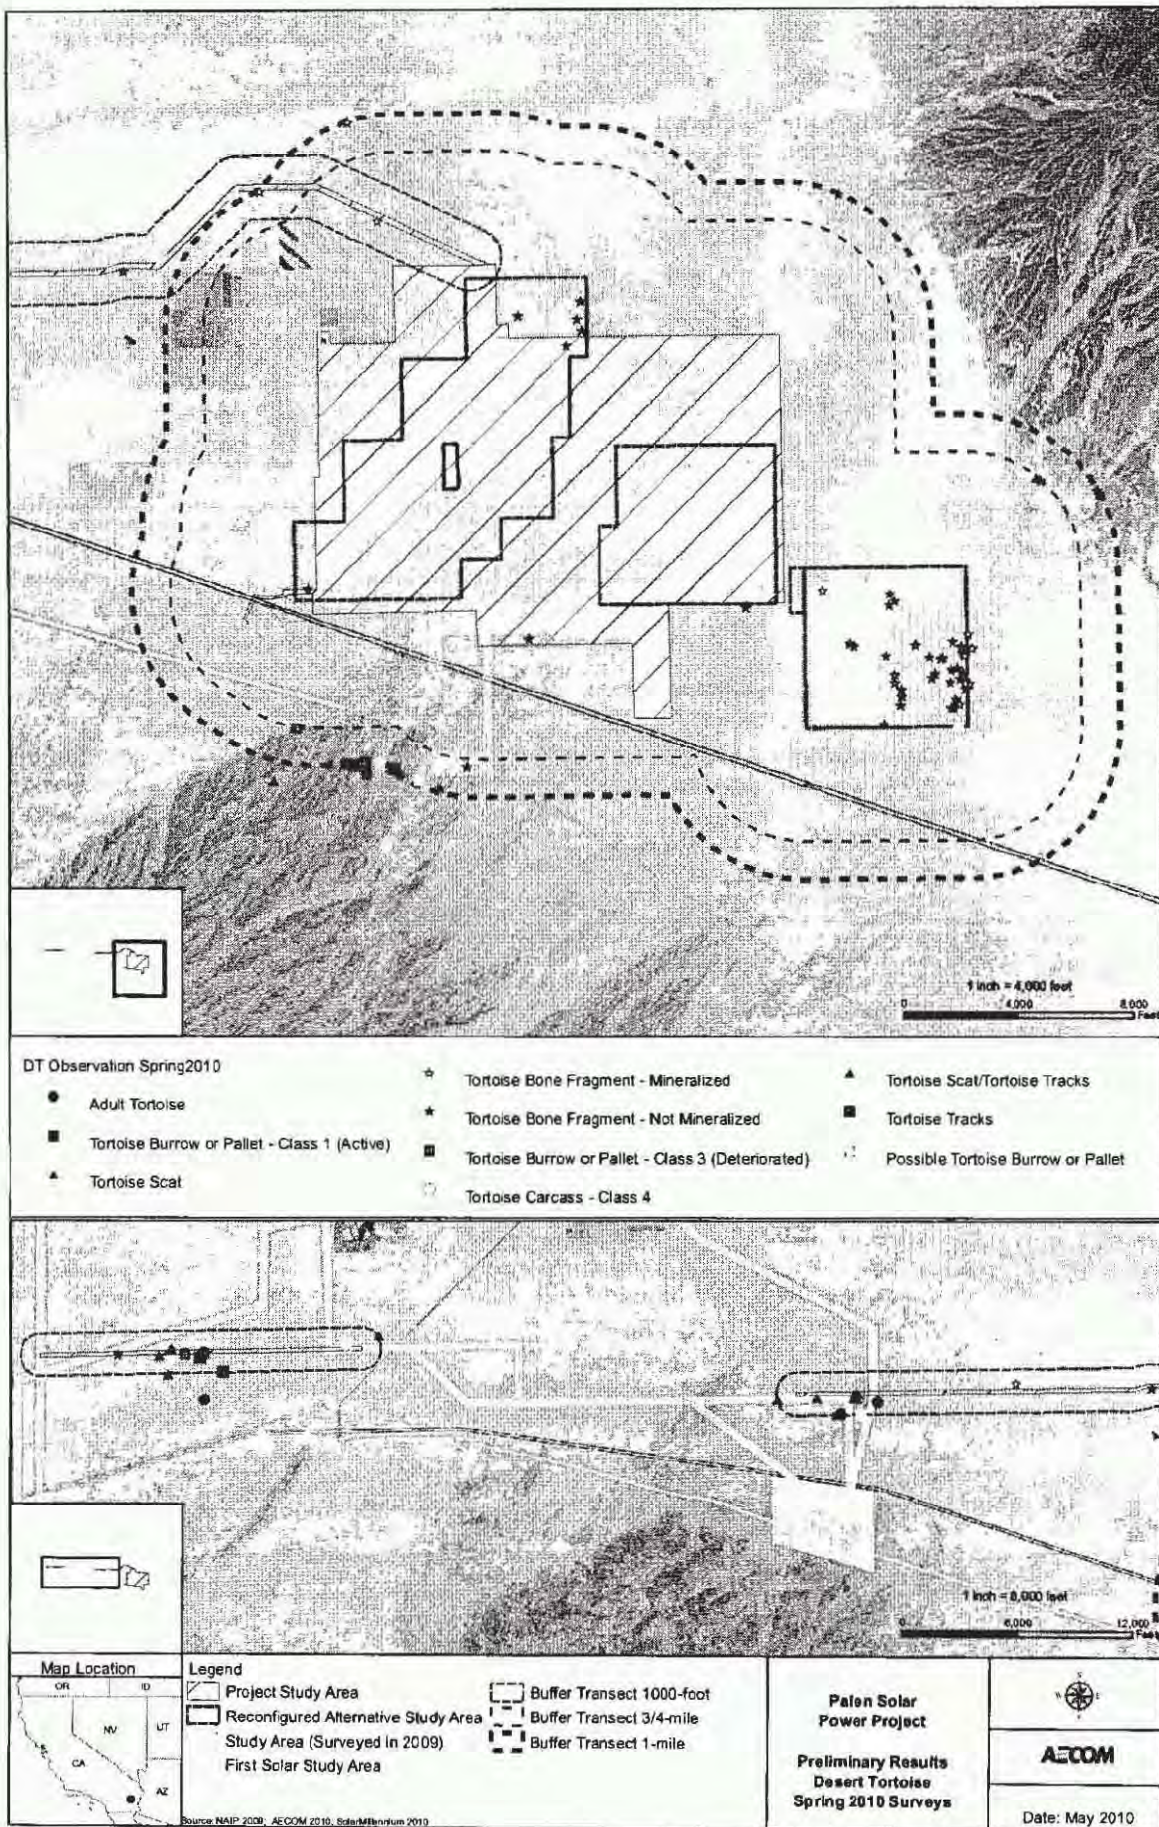 1 inch = 4,000 feet
0 4,000 8,000
Feet
DT Observation Spring2010
Adult Tortoise
Tortoise Burrow or Pallet - Class 1 (Active)
Tortoise Scat
Tortoise Bone Fragment - Mineralized
Tortoise Bone Fragment - Not Mineralized
Tortoise Burrow or Pallet - Class 3 (Deteriorated)
Tortoise Carcass - Class 4
Tortoise Scat/Tortoise Tracks
Tortoise Tracks
Possible Tortoise Burrow or Pallet
0 6,000 12,000
Feet
Map Location
OR ID
NV UT
CA
AZ
Legend
Project Study Area
Reconfigured Alternative Study Area
Study Area (Surveyed in 2009)
First Solar Study Area
Buffer Transect 1000-foot
Buffer Transect 3/4-mile
Buffer Transect 1-mile
Source: NAIP 2009; AECOM 2010; SolarMillennium 2010
Palen Solar
Power Project
Preliminary Results
Desert Tortoise
Spring 2010 Surveys
AECOM
Date: May 2010